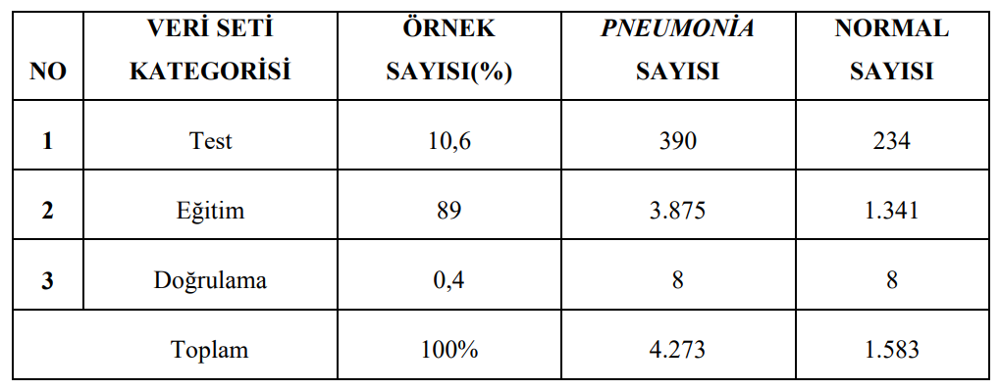 NO VERİ SETİ KATEGORİSİ ÖRNEK SAYISI(%) PNEUMONİA SAYISI NORMAL SAYISI
1 Test 10,6 390 234
2 Eğitim 89 3.875 1.341
3 Doğrulama 0,4 8 8
Toplam 100% 4.273 1.583